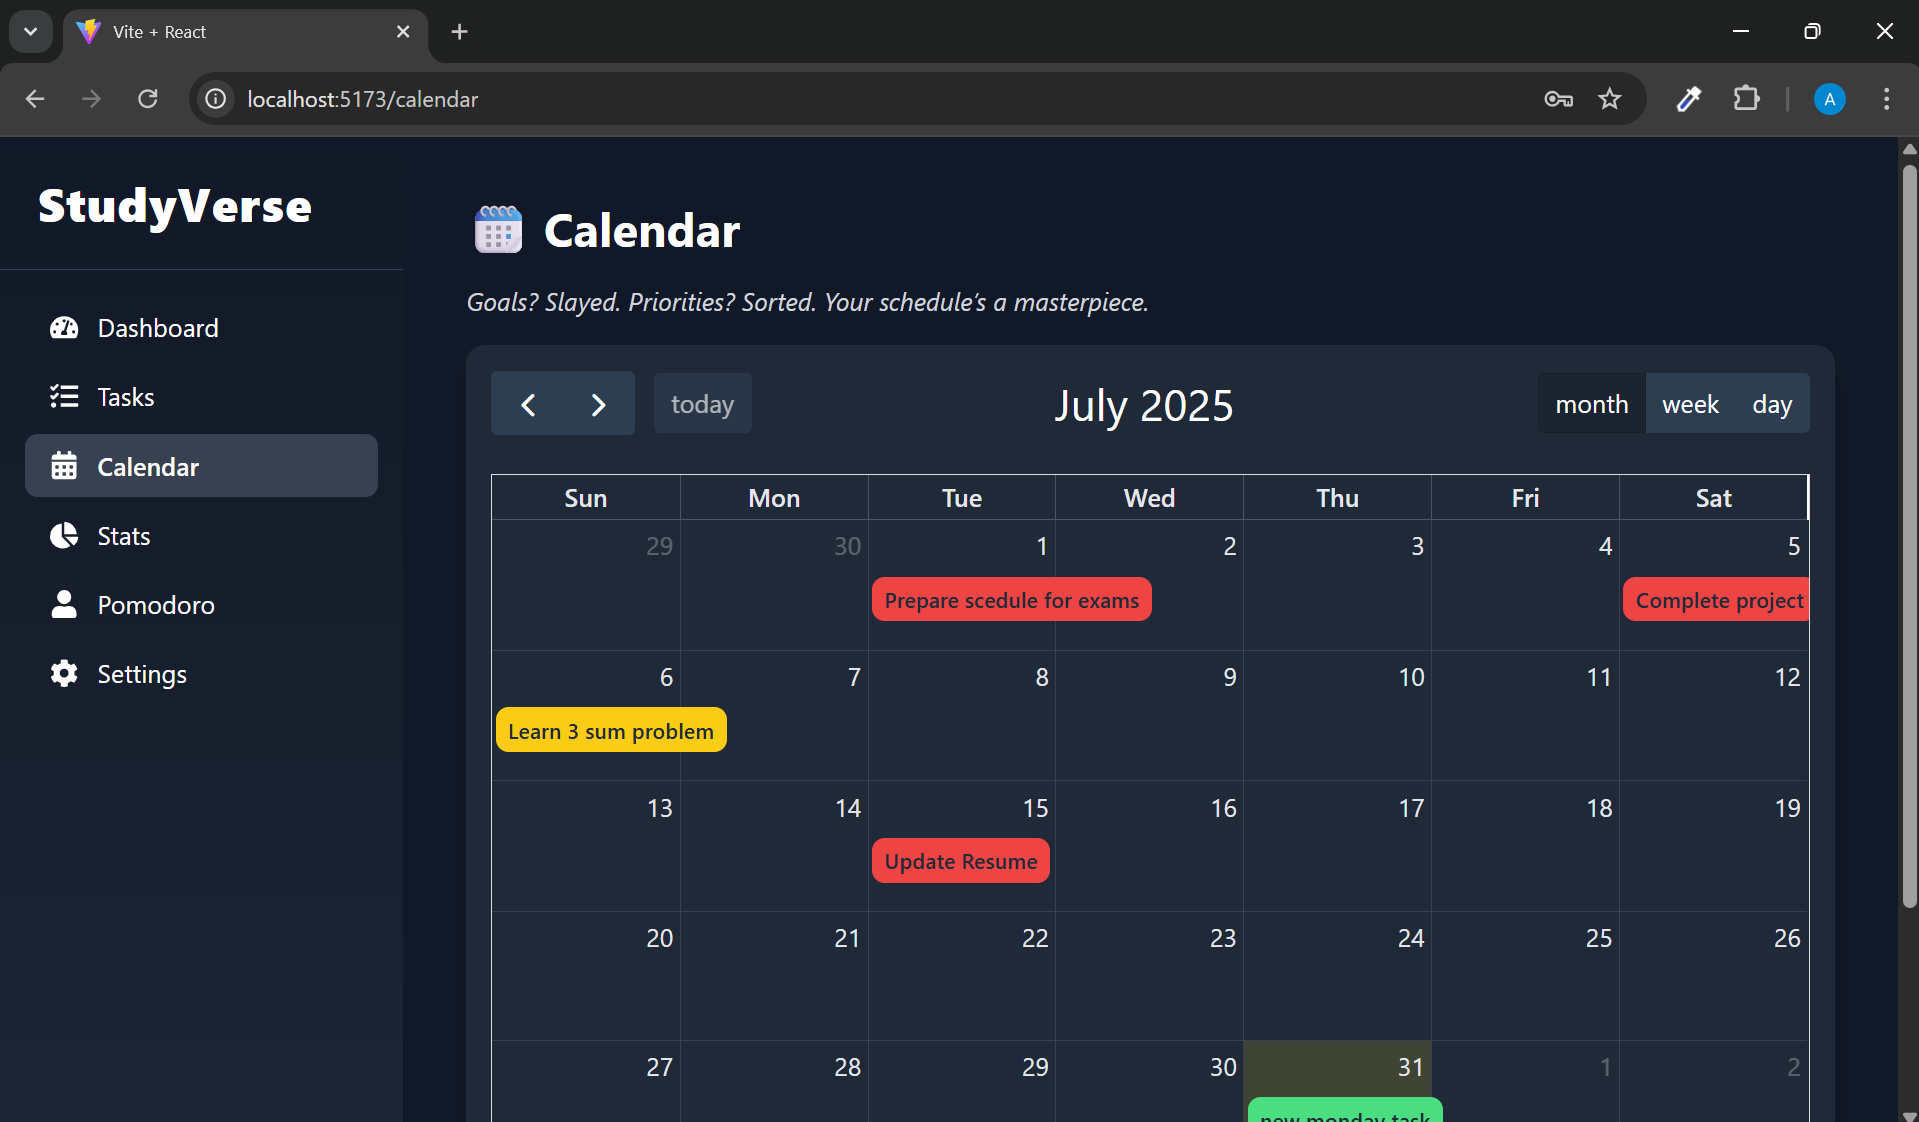 Vite + React
localhost:5173/calendar
A
StudyVerse
Dashboard
Tasks
Calendar
Stats
Pomodoro
Settings
Calendar
Goals? Slayed. Priorities? Sorted. Your schedule's a masterpiece.
today
July 2025
month week day
Sun Mon Tue Wed Thu Fri Sat
29 30 1 2 3 4 5
Prepare scedule for exams Complete project
6 7 8 9 10 11 12
Learn 3 sum problem
13 14 15 16 17 18 19
Update Resume
20 21 22 23 24 25 26
27 28 29 30 31 1 2
new monday task